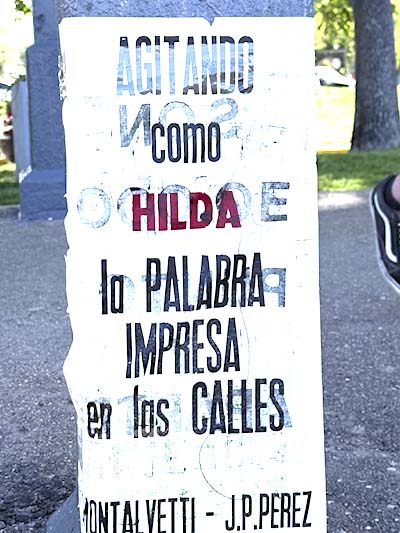 AGITANDO
como
HILDA
la PALABRA
IMPRESA
en las CALLES
MONTALVETTI - J.P.PEREZ